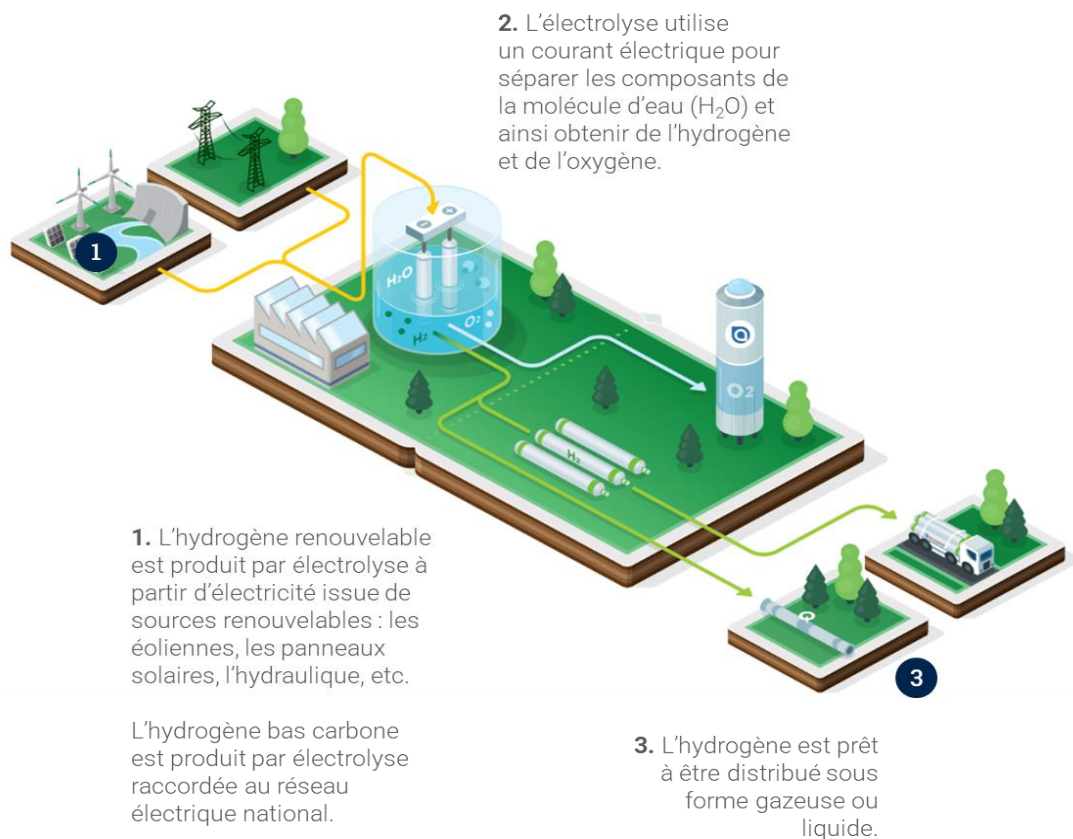 2. L’électrolyse utilise
un courant électrique pour
séparer les composants de
la molécule d’eau (H₂O) et
ainsi obtenir de l’hydrogène
et de l’oxygène.
1
H₂O
O₂
H₂
O2
H₂
1. L’hydrogène renouvelable
est produit par électrolyse à
partir d’électricité issue de
sources renouvelables : les
éoliennes, les panneaux
solaires, l’hydraulique, etc.
L’hydrogène bas carbone
est produit par électrolyse
raccordée au réseau
électrique national.
3
3. L’hydrogène est prêt
à être distribué sous
forme gazeuse ou
liquide.